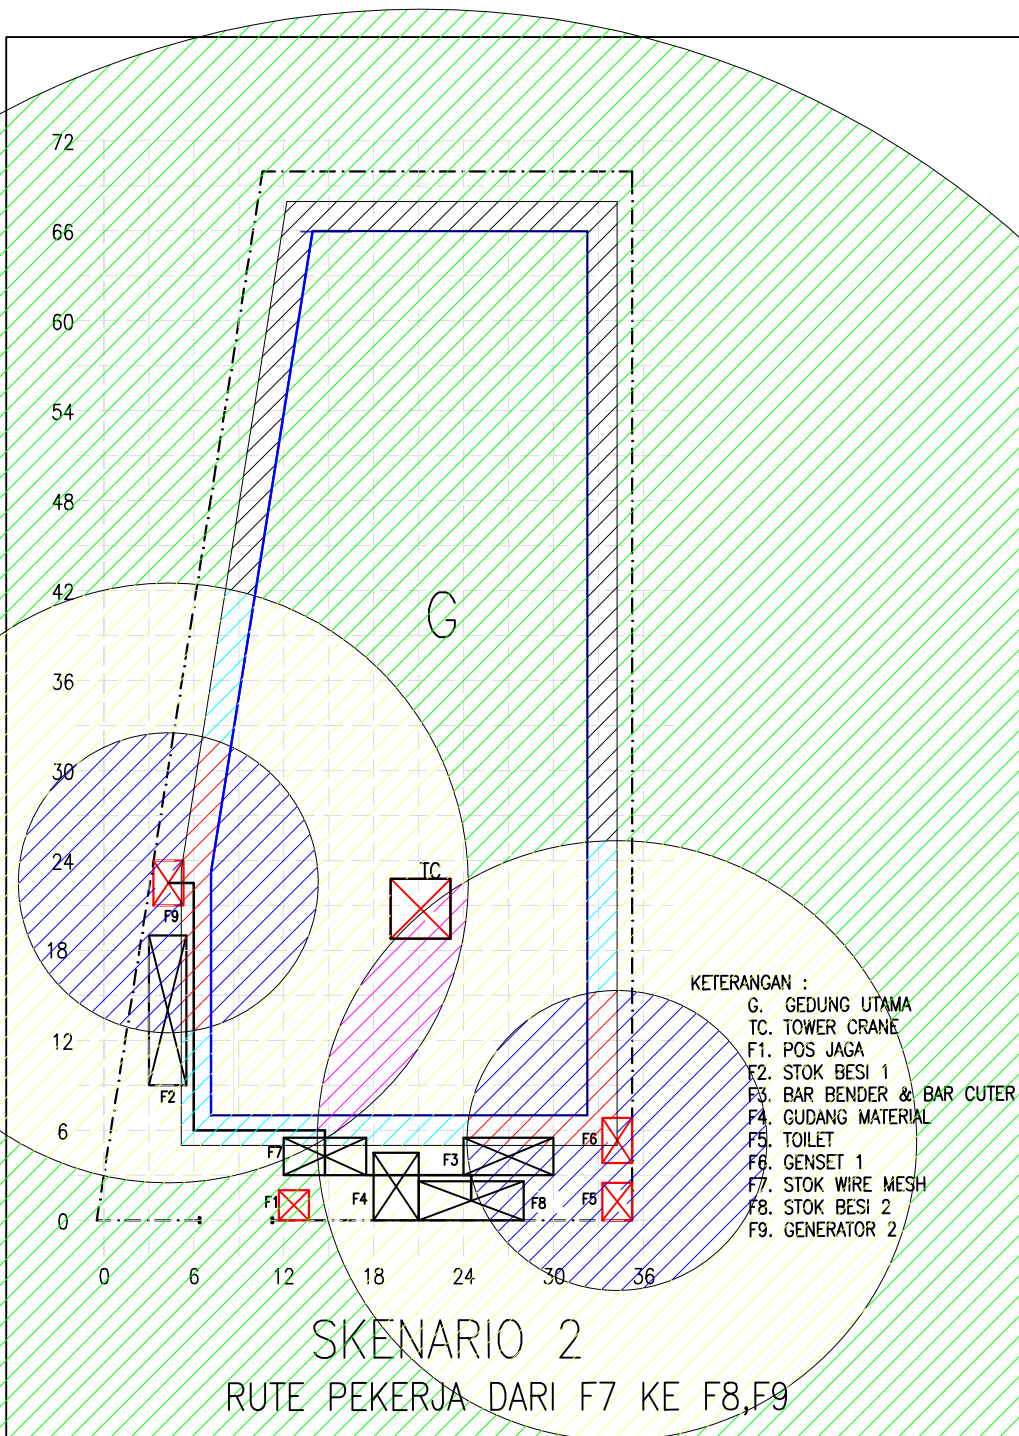 72
66
60
54
48
42
36
30
24
18
12
6
0
G
TC
F9
F2
F7
F3
F6
F1
F4
F8
F5
0 6 12 18 24 30 36
KETERANGAN :
G. GEDUNG UTAMA
TC. TOWER CRANE
F1. POS JAGA
F2. STOK BESI 1
F3. BAR BENDER & BAR CUTER
F4. GUDANG MATERIAL
F5. TOILET
F6. GENSET 1
F7. STOK WIRE MESH
F8. STOK BESI 2
F9. GENERATOR 2
SKENARIO 2
RUTE PEKERJA DARI F7 KE F8,F9